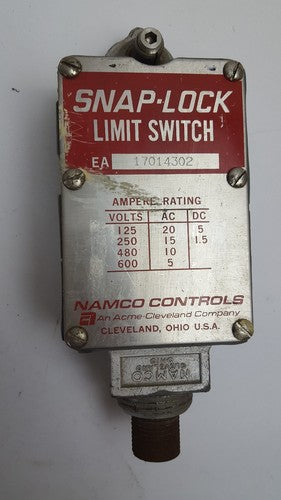 SNAP-LOCK
LIMIT SWITCH
EA 17014302
AMPERE RATING
VOLTS AC DC
125 20 5
250 15 1.5
480 10
600 5
NAMCO CONTROLS
An Acme-Cleveland Company
CLEVELAND, OHIO U.S.A.
NAMCO